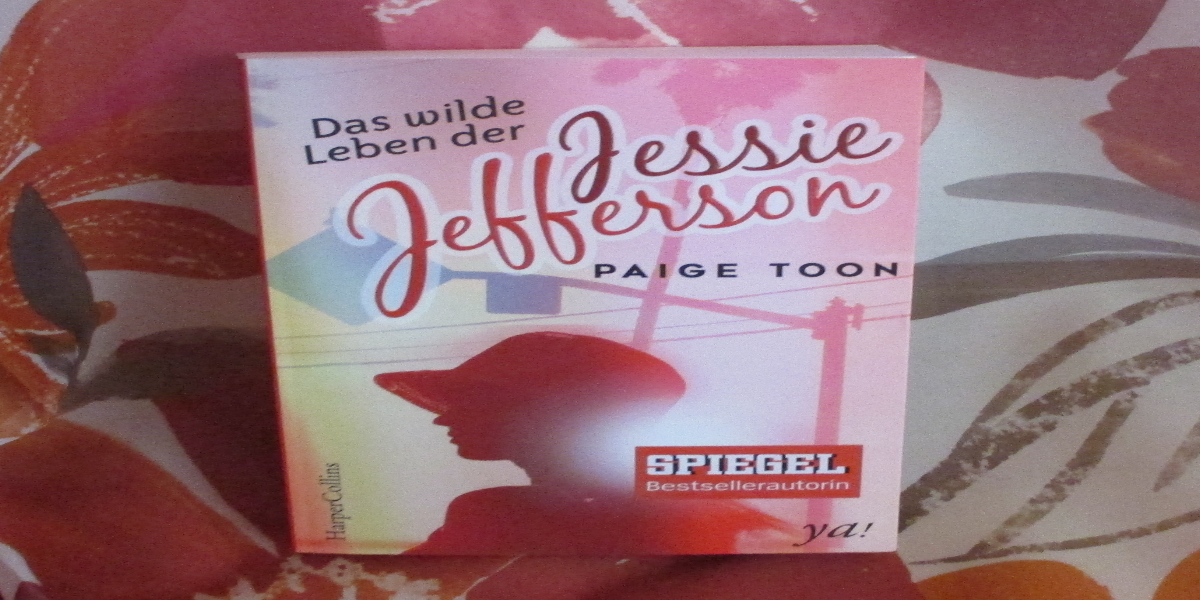 Das wilde
Leben der
Jessie
Jefferson
PAIGE TOON
HarperCollins
SPIEGEL
Bestsellerautorin
ya!